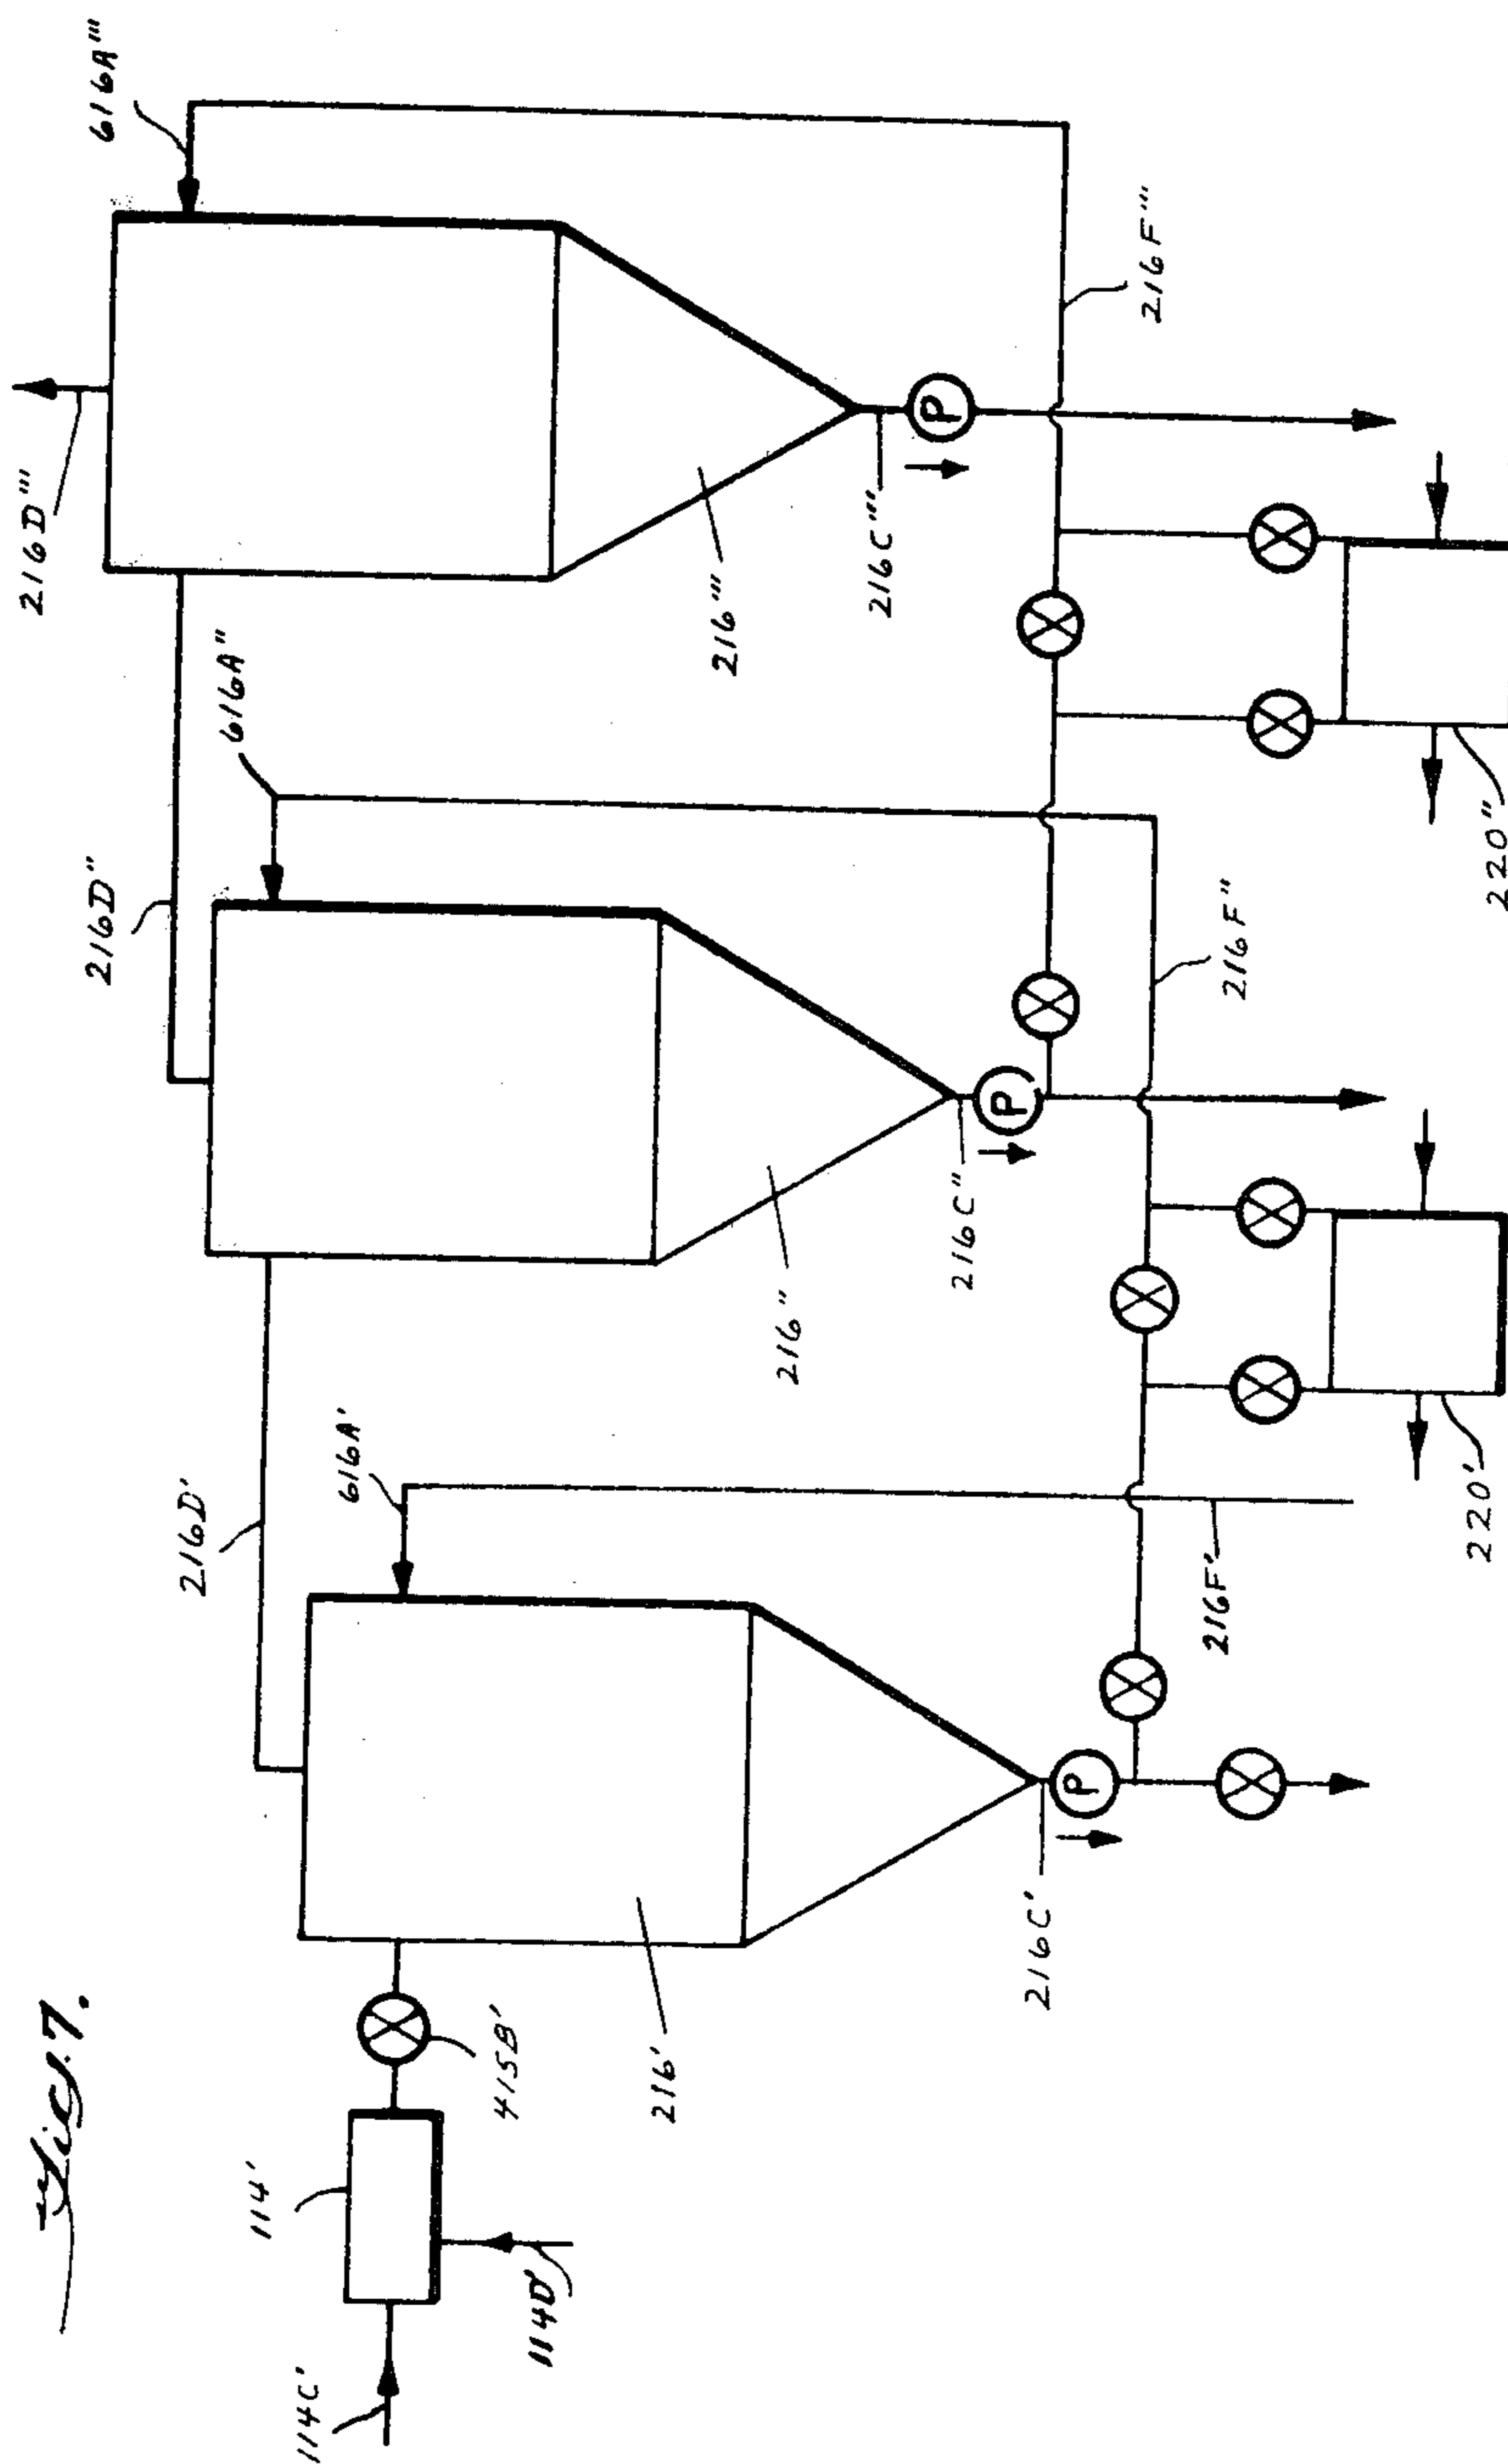 Fig. 7.
114C'
114'
114D'
415B'
216'
216C'
P
216D'
616A'
216F'
220'
216"
216C"
P
216D"
616A"
216F"
220"
216'''
216C'''
P
216D'''
616A'''
216F'''